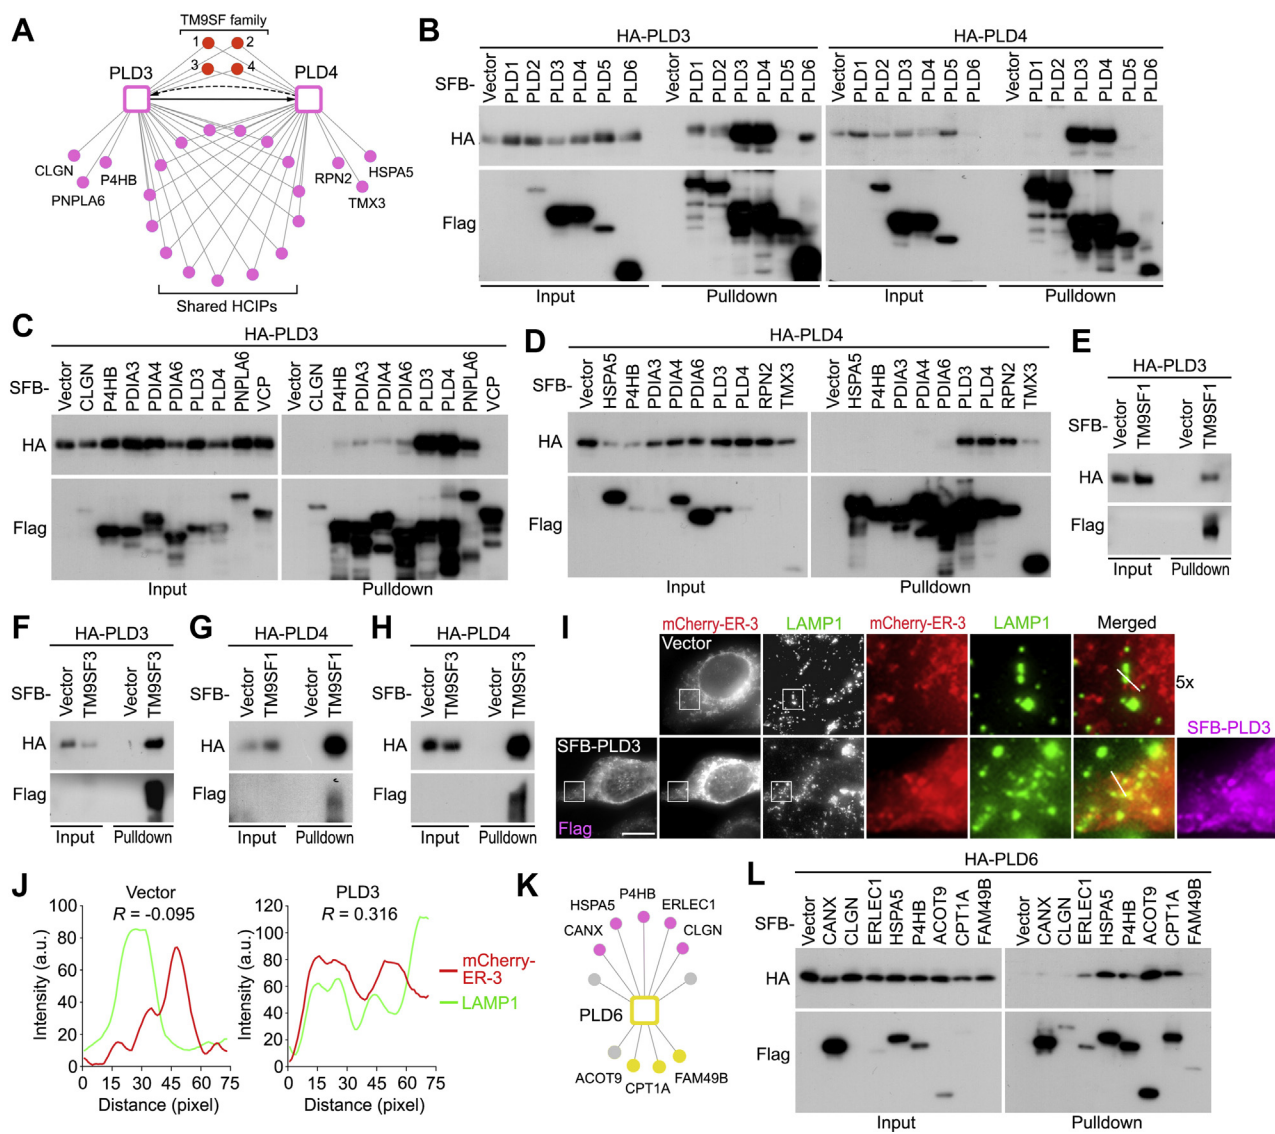 A
TM9SF family
1
2
3
4
PLD3
PLD4
CLGN
P4HB
PNPLA6
RPN2
HSPA5
TMX3
Shared HCIPs
B
HA-PLD3
HA-PLD4
SFB-
Vector
PLD1
PLD2
PLD3
PLD4
PLD5
PLD6
Vector
PLD1
PLD2
PLD3
PLD4
PLD5
PLD6
Vector
PLD1
PLD2
PLD3
PLD4
PLD5
PLD6
Vector
PLD1
PLD2
PLD3
PLD4
PLD5
PLD6
HA
Flag
Input
Pulldown
Input
Pulldown
C
HA-PLD3
SFB-
Vector
CLGN
P4HB
PDIA3
PDIA4
PDIA6
PLD3
PLD4
PNPLA6
VCP
Vector
CLGN
P4HB
PDIA3
PDIA4
PDIA6
PLD3
PLD4
PNPLA6
VCP
HA
Flag
Input
Pulldown
D
HA-PLD4
SFB-
Vector
HSPA5
P4HB
PDIA3
PDIA4
PDIA6
PLD3
PLD4
RPN2
TMX3
Vector
HSPA5
P4HB
PDIA3
PDIA4
PDIA6
PLD3
PLD4
RPN2
TMX3
HA
Flag
Input
Pulldown
E
HA-PLD3
SFB-
Vector
TM9SF1
Vector
TM9SF1
HA
Flag
Input
Pulldown
F
HA-PLD3
SFB-
Vector
TM9SF3
Vector
TM9SF3
HA
Flag
Input
Pulldown
G
HA-PLD4
SFB-
Vector
TM9SF1
Vector
TM9SF1
HA
Flag
Input
Pulldown
H
HA-PLD4
SFB-
Vector
TM9SF3
Vector
TM9SF3
HA
Flag
Input
Pulldown
I
mCherry-ER-3
LAMP1
mCherry-ER-3
LAMP1
Merged
Vector
5x
SFB-PLD3
SFB-PLD3
Flag
J
Vector
R = -0.095
Intensity (a.u.)
100
80
60
40
20
0
0 15 30 45 60 75
Distance (pixel)
PLD3
R = 0.316
Intensity (a.u.)
120
100
80
60
40
20
0
0 15 30 45 60 75
Distance (pixel)
mCherry-
ER-3
LAMP1
K
P4HB
HSPA5
ERLEC1
CANX
CLGN
PLD6
ACOT9
CPT1A
FAM49B
L
HA-PLD6
SFB-
Vector
CANX
CLGN
ERLEC1
HSPA5
P4HB
ACOT9
CPT1A
FAM49B
Vector
CANX
CLGN
ERLEC1
HSPA5
P4HB
ACOT9
CPT1A
FAM49B
HA
Flag
Input
Pulldown